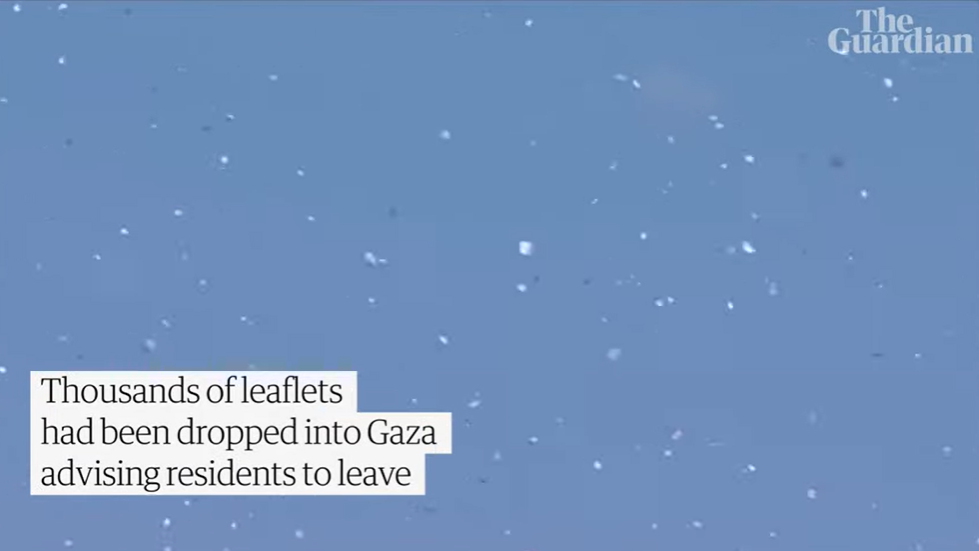 The
Guardian
Thousands of leaflets
had been dropped into Gaza
advising residents to leave